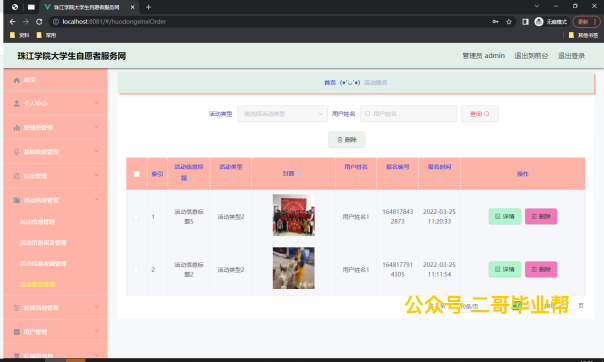 珠江学院大学生自愿者服务网
localhost:8081/#/huodongxinxiOrder
无痕模式
更新
资料
常用
其他书签
珠江学院大学生自愿者服务网
管理员 admin
退出到前台
退出登录
首页
个人中心
管理员管理
基础数据管理
论坛管理
活动信息管理
活动信息管理
活动信息留言管理
活动信息收藏管理
活动报名管理
新闻信息管理
用户管理
轮播图信息
首页 (●'◡'●) 活动报名
活动类型
请选择活动类型
用户姓名
用户姓名
查询
删除
索引
活动信息标题
活动类型
封面
用户姓名
报名编号
报名时间
操作
1
活动信息标题5
活动类型2
用户姓名1
1648178432873
2022-03-25 11:20:33
详情
删除
2
活动信息标题2
活动类型2
用户姓名1
1648177914305
2022-03-25 11:11:54
详情
删除
10条/页
页
公众号 二哥毕业帮